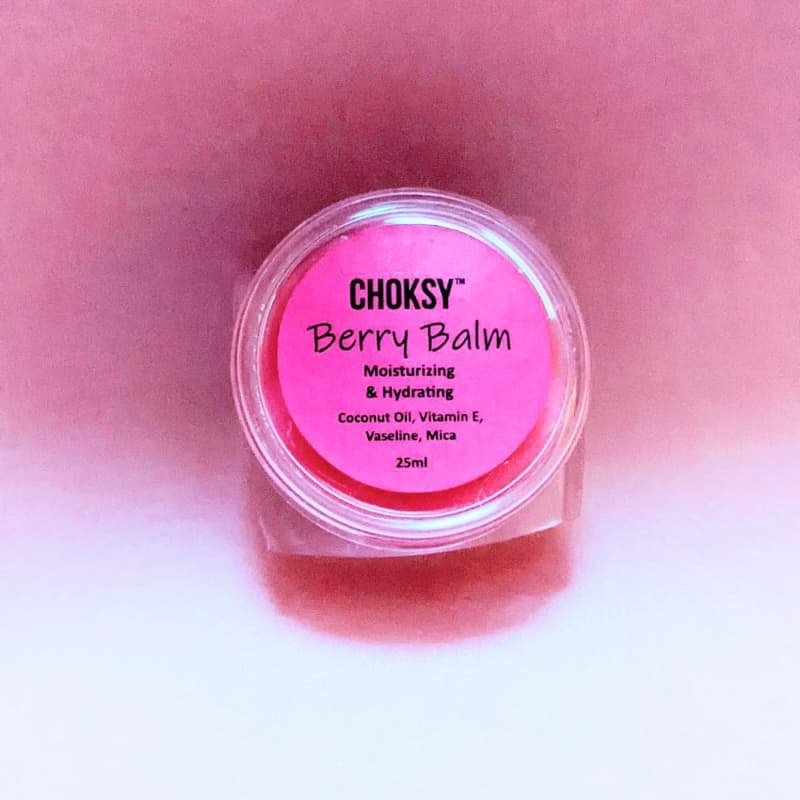 CHOKSY™
Berry Balm
Moisturizing
& Hydrating
Coconut Oil, Vitamin E,
Vaseline, Mica
25ml